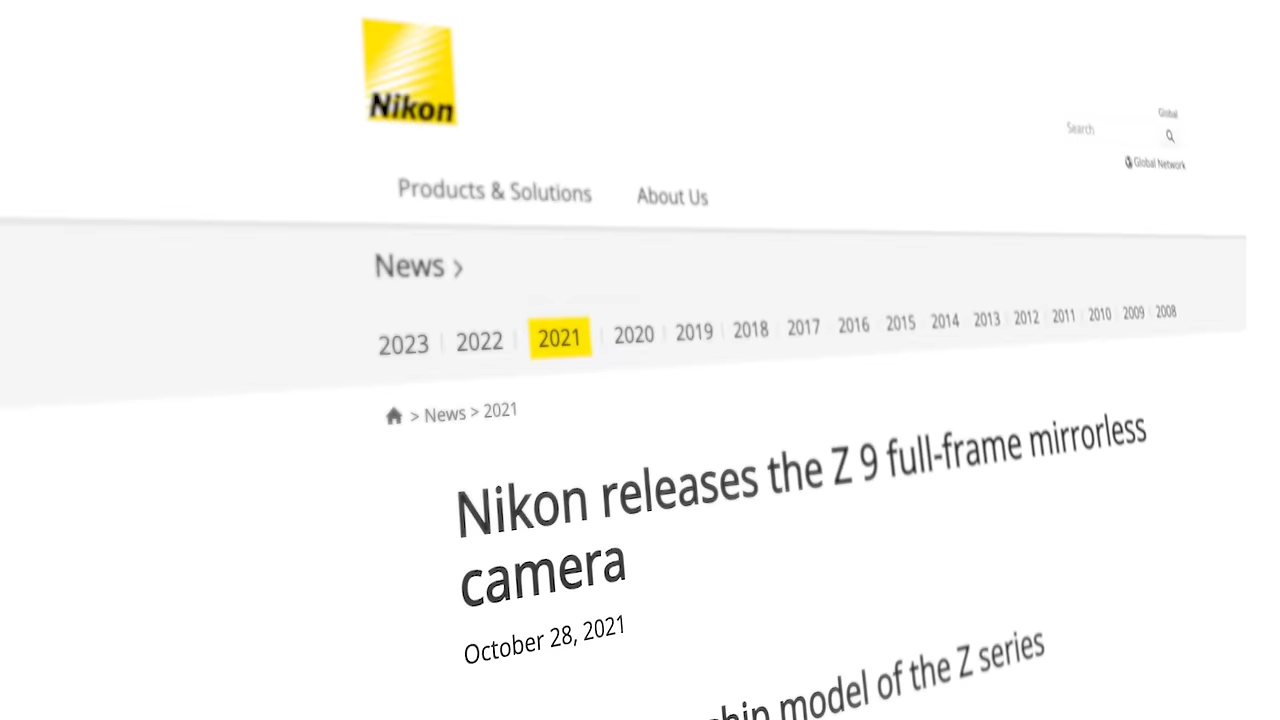 Nikon
Global
Search
Global Network
Products & Solutions About Us
News >
2023 2022 2021 2020 2019 2018 2017 2016 2015 2014 2013 2012 2011 2010 2009 2008
> News > 2021
Nikon releases the Z 9 full-frame mirrorless
camera
October 28, 2021
model of the Z series